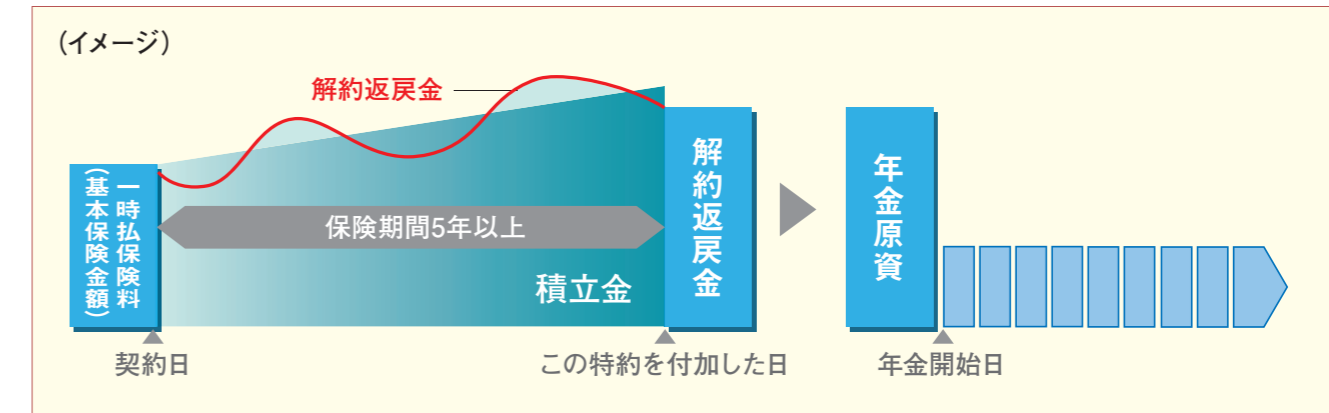 （イメージ）
解約返戻金
一時払保険料
（基本保険金額）
保険期間5年以上
積立金
解約返戻金
年金原資
契約日
この特約を付加した日
年金開始日